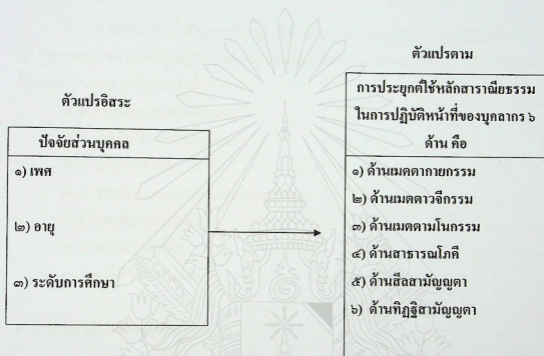 ตัวแปรอิสระ
ปัจจัยส่วนบุคคล
๑) เพศ
๒) อายุ
๓) ระดับการศึกษา
ตัวแปรตาม
การประยุกต์ใช้หลักสาราณียธรรม
ในการปฏิบัติหน้าที่ของบุคลากร ๖
ด้าน คือ
๑) ด้านเมตตากายกรรม
๒) ด้านเมตตาวจีกรรม
๓) ด้านเมตตามโนกรรม
๔) ด้านสาธารณโภคี
๕) ด้านสีลสามัญญตา
๖) ด้านทิฏฐิสามัญญตา